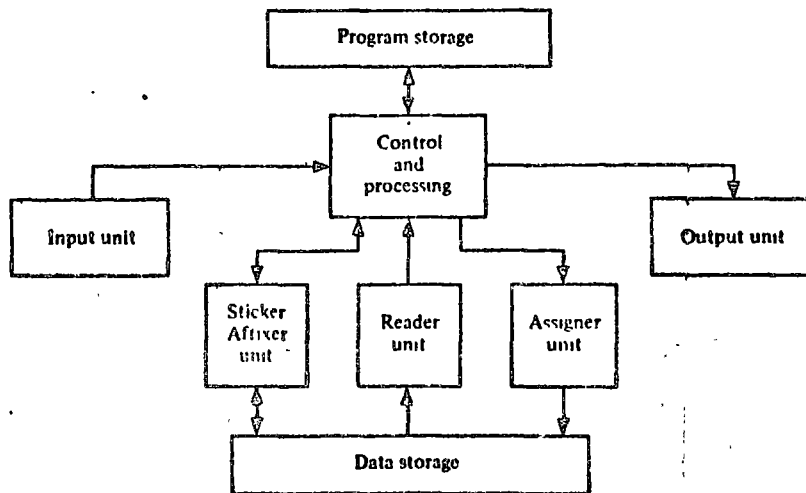 Program storage
Control
and
processing
Input unit
Output unit
Sticker
Affixer
unit
Reader
unit
Assigner
unit
Data storage